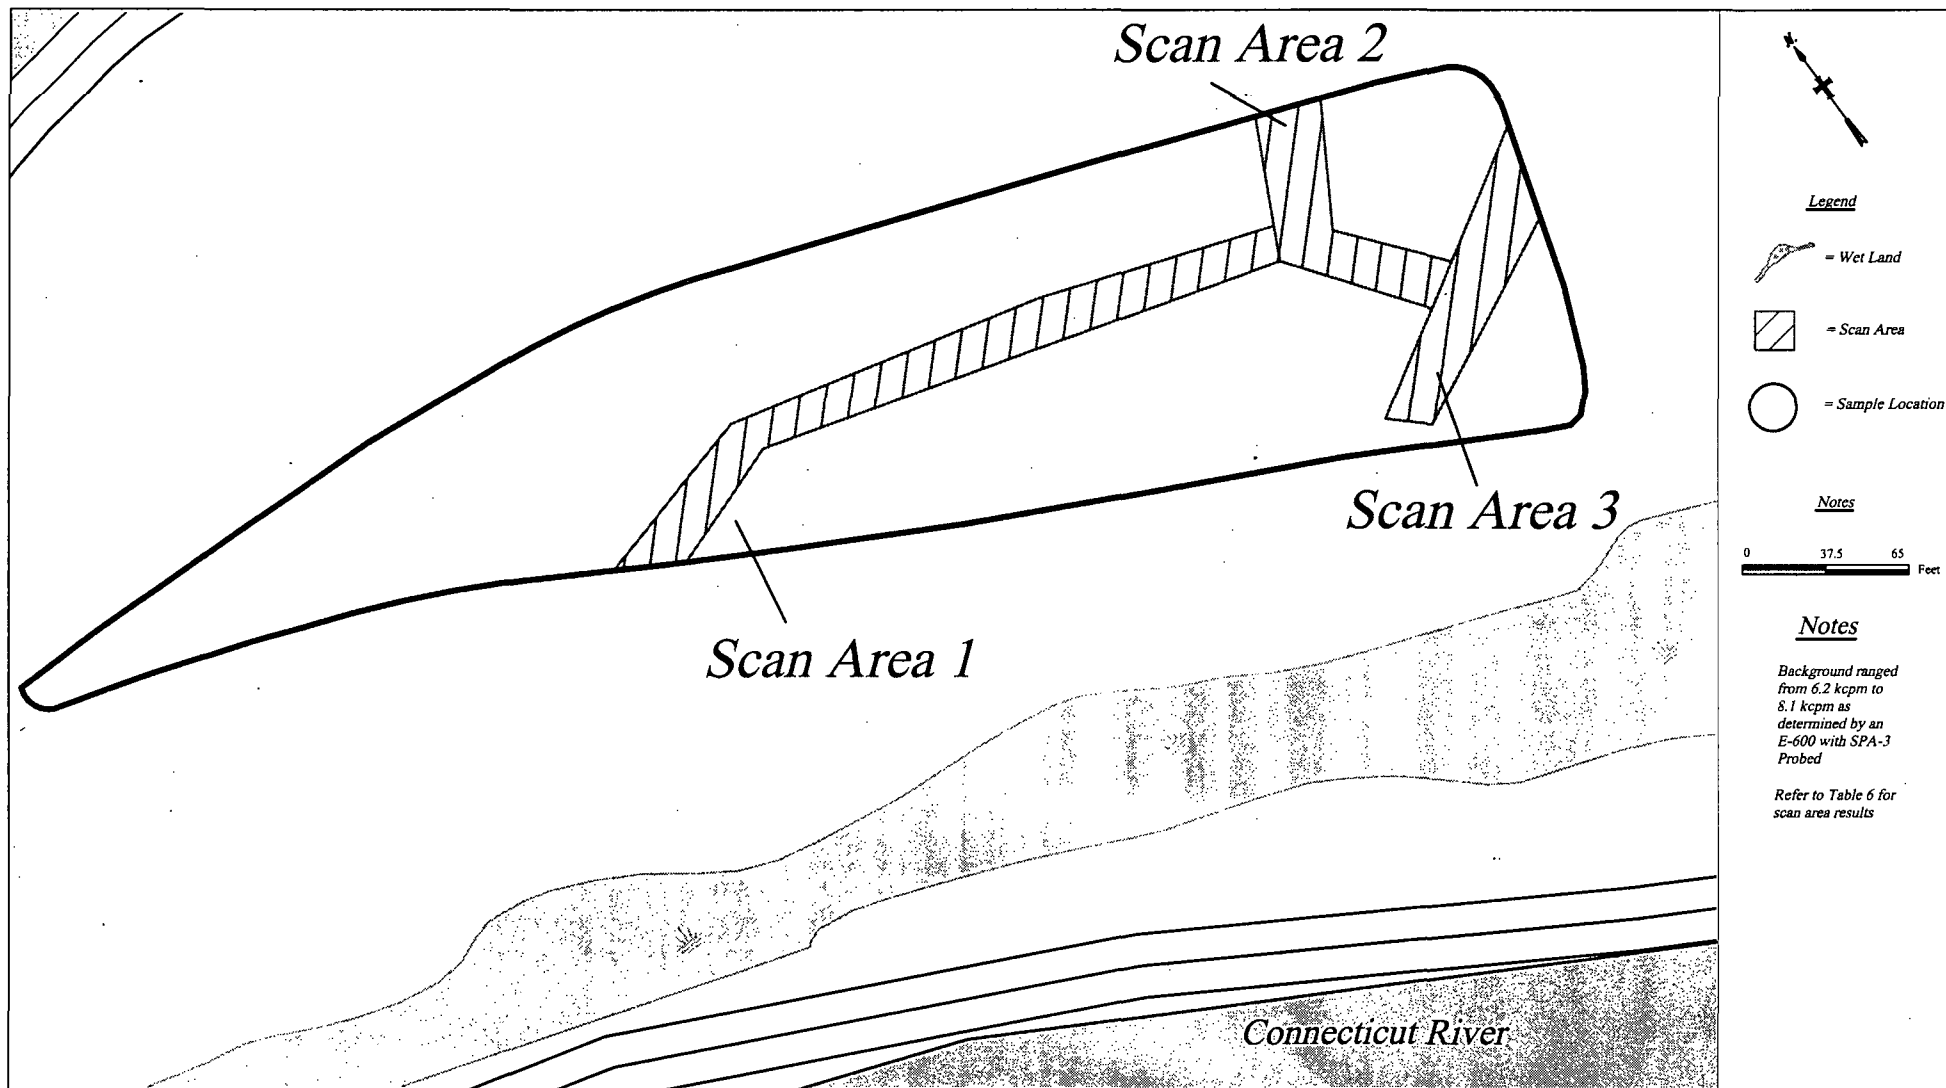 Scan Area 2
N
Legend
= Wet Land
= Scan Area
= Sample Location
Scan Area 3
Notes
0 37.5 65
Feet
Scan Area 1
Notes
Background ranged
from 6.2 kcpm to
8.1 kcpm as
determined by an
E-600 with SPA-3
Probed
Refer to Table 6 for
scan area results
Connecticut River